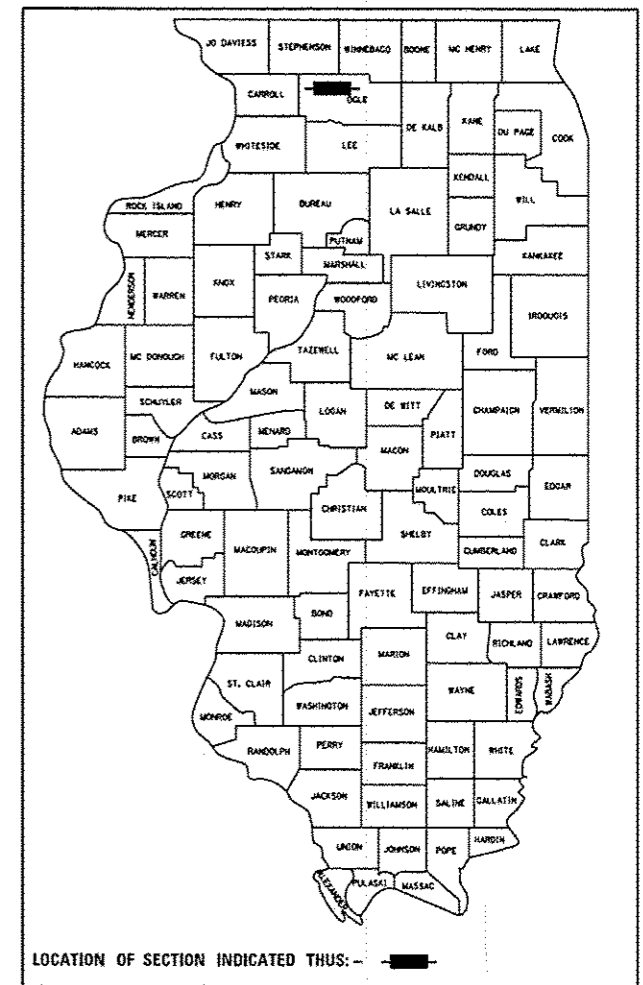 JO DAVIESS STEPHENSON WINNEBAGO BOONE MC HENRY LAKE
CARROLL OGLE
DE KALB KANE DU PAGE COOK
WHITESIDE LEE
KENDALL
ROCK ISLAND HENRY BUREAU LA SALLE GRUNDY WILL
MERCER PUTNAM KANKAKEE
STARK MARSHALL
HENDERSON WARREN KNOX PEORIA WOODFORD LIVINGSTON IROQUOIS
HANCOCK MC DONOUGH FULTON TAZEWELL MC LEAN FORD
MASON
SCHUYLER LOGAN DE WITT CHAMPAIGN VERMILION
ADAMS BROWN CASS MENARD MACON PIATT
MORGAN SANGAMON DOUGLAS EDGAR
PIKE SCOTT CHRISTIAN MOULTRIE COLES
GREENE SHELBY
CALHOUN MACOUPIN MONTGOMERY CUMBERLAND CLARK
JERSEY FAYETTE EFFINGHAM JASPER CRAWFORD
MADISON BOND
CLAY RICHLAND LAWRENCE
CLINTON MARION
ST. CLAIR WAYNE EDWARDS WABASH
WASHINGTON JEFFERSON
MONROE
RANDOLPH PERRY HAMILTON WHITE
FRANKLIN
JACKSON WILLIAMSON SALINE GALLATIN
UNION JOHNSON POPE HARDIN
ALEXANDER PULASKI MASSAC
LOCATION OF SECTION INDICATED THUS:-